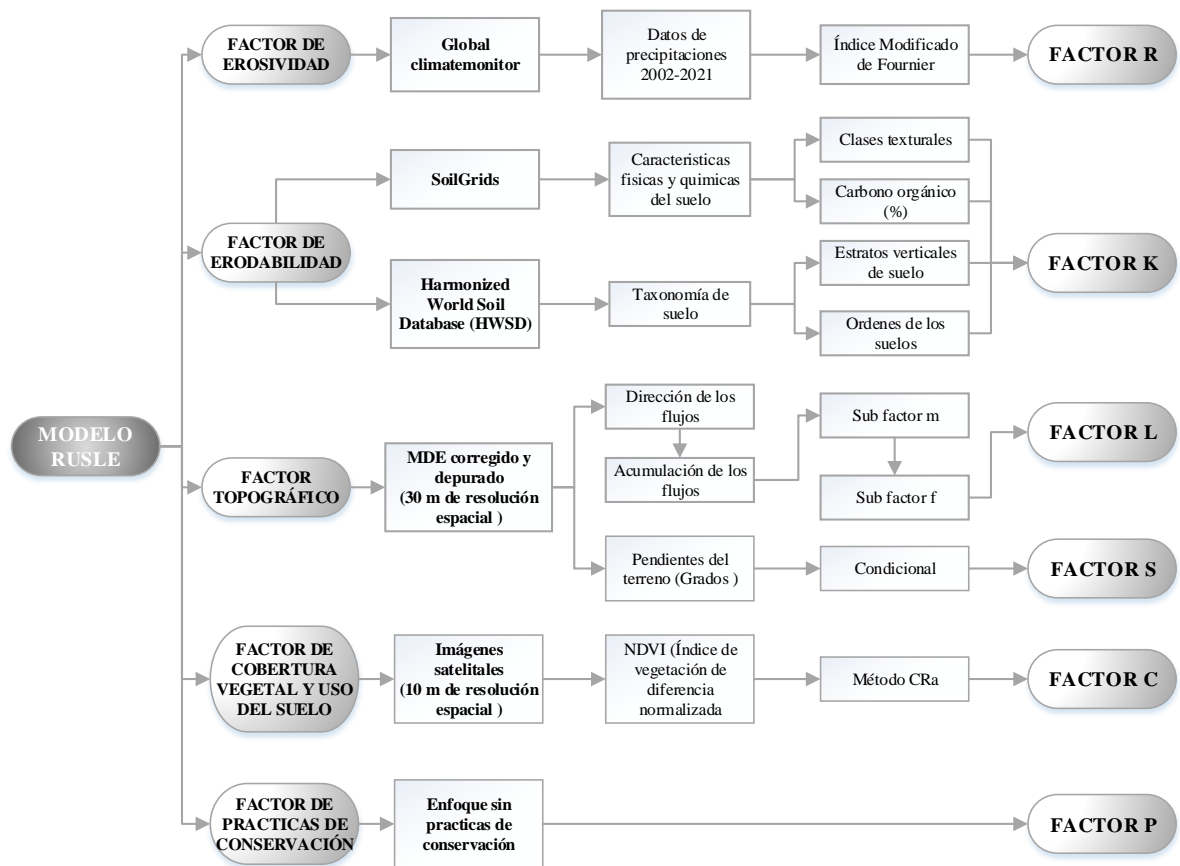 FACTOR DE
EROSIVIDAD
Global
climatemonitor
Datos de
precipitaciones
2002-2021
Índice Modificado
de Fournier
FACTOR R
SoilGrids
Caracteristicas
fisicas y quimicas
del suelo
Clases texturales
Carbono orgánico
(%)
FACTOR DE
ERODABILIDAD
Harmonized
World Soil
Database (HWSD)
Taxonomía de
suelo
Estratos verticales
de suelo
Ordenes de los
suelos
FACTOR K
MODELO
RUSLE
FACTOR
TOPOGRÁFICO
MDE corregido y
depurado
(30 m de resolución
espacial )
Dirección de los
flujos
Acumulación de los
flujos
Sub factor m
Sub factor f
FACTOR L
Pendientes del
terreno (Grados )
Condicional
FACTOR S
FACTOR DE
COBERTURA
VEGETAL Y USO
DEL SUELO
Imágenes
satelitales
(10 m de resolución
espacial )
NDVI (Índice de
vegetación de
diferencia
normalizada
Método CRa
FACTOR C
FACTOR DE
PRACTICAS DE
CONSERVACIÓN
Enfoque sin
practicas de
conservación
FACTOR P